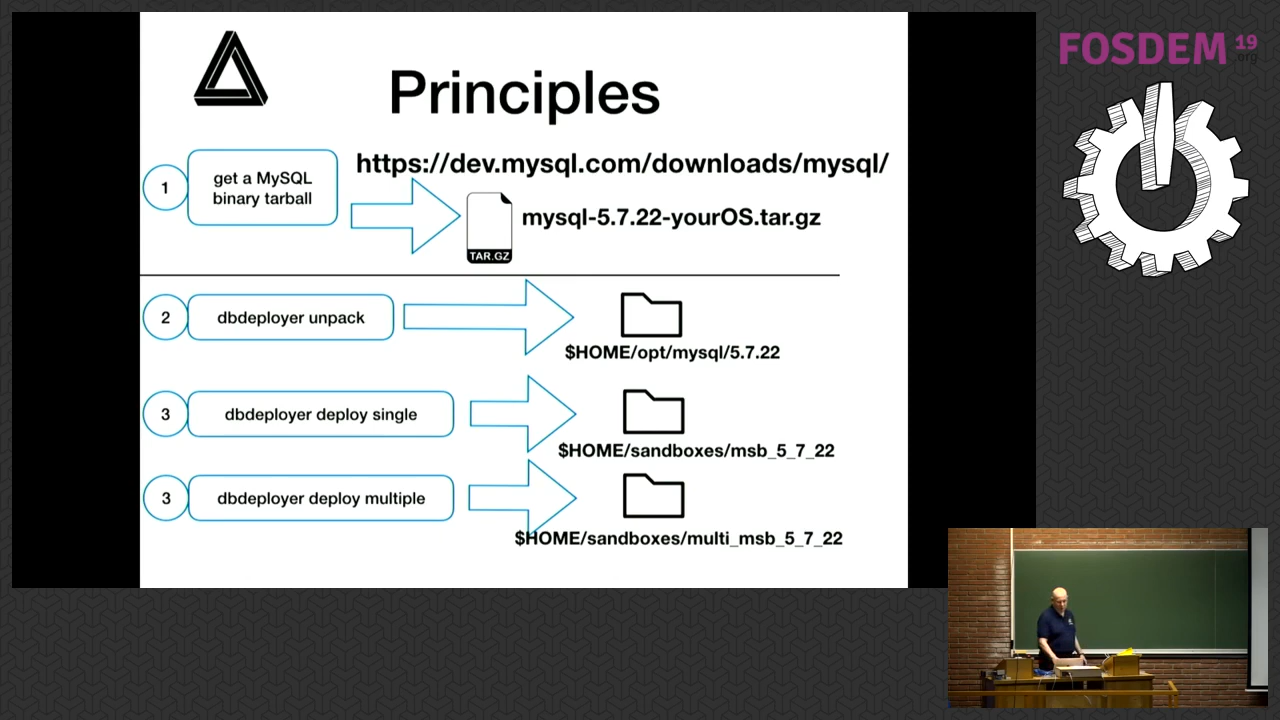 FOSDEM 19
.org
Principles
1
get a MySQL
binary tarball
https://dev.mysql.com/downloads/mysql/
TAR.GZ
mysql-5.7.22-yourOS.tar.gz
2
dbdeployer unpack
$HOME/opt/mysql/5.7.22
3
dbdeployer deploy single
$HOME/sandboxes/msb_5_7_22
3
dbdeployer deploy multiple
$HOME/sandboxes/multi_msb_5_7_22